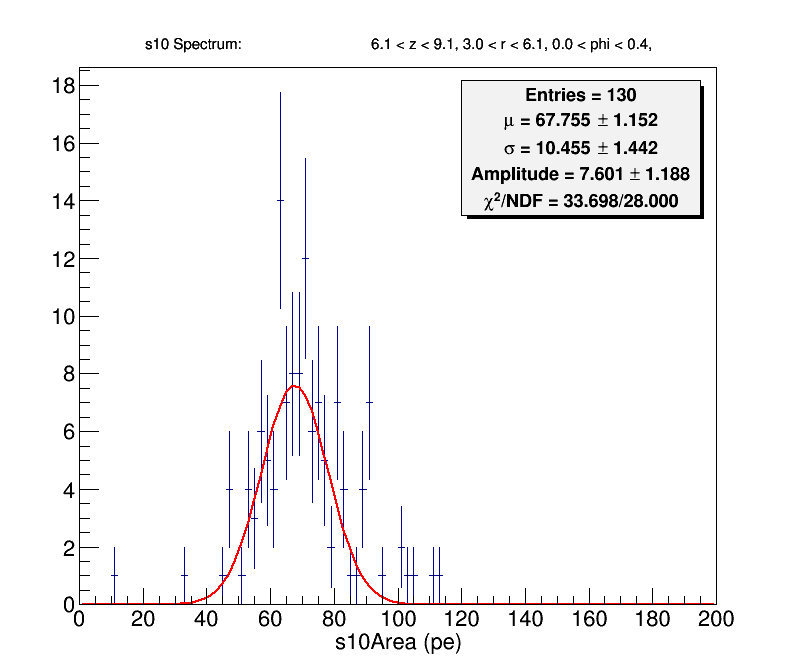 s10 Spectrum: 6.1 < z < 9.1, 3.0 < r < 6.1, 0.0 < phi < 0.4,
Entries = 130
μ = 67.755 ± 1.152
σ = 10.455 ± 1.442
Amplitude = 7.601 ± 1.188
χ²/NDF = 33.698/28.000
18
16
14
12
10
8
6
4
2
0
0 20 40 60 80 100 120 140 160 180 200
s10Area (pe)